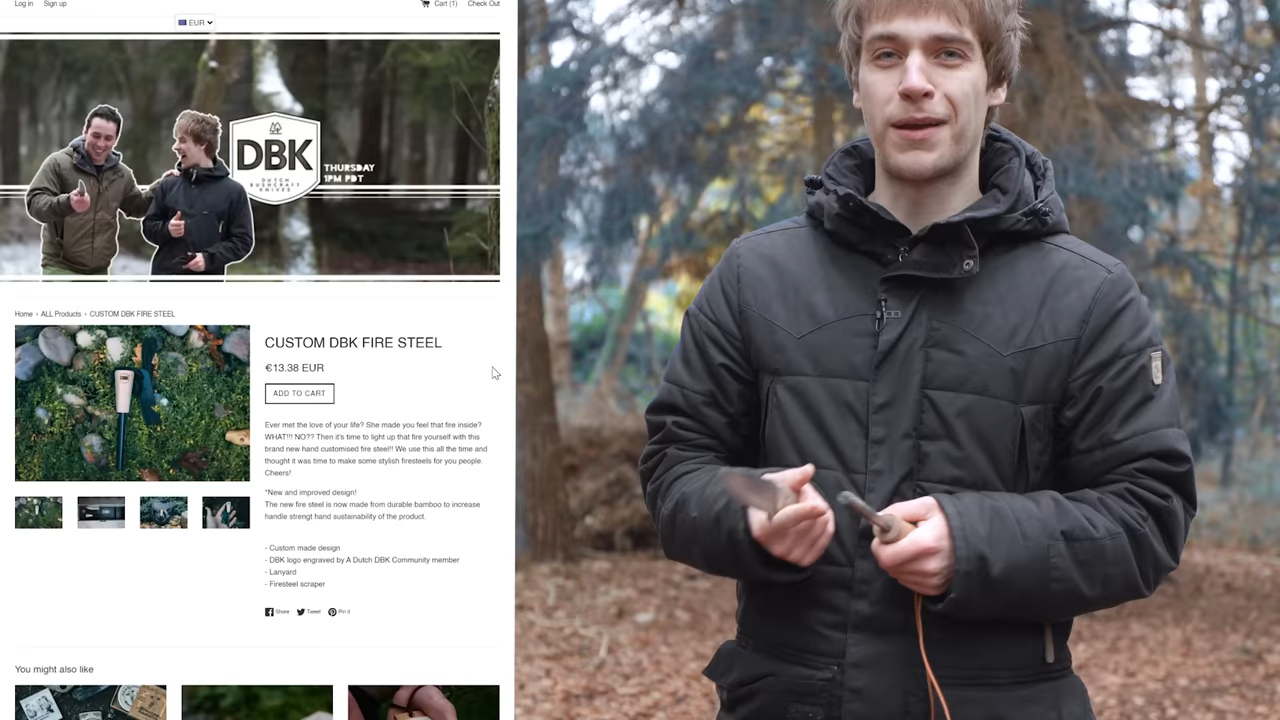 Log in Sign up Cart (1) Check Out
EUR
DBK
DUTCH
BUSHCRAFT
KNIVES
THURSDAY
1PM PDT
Home › ALL Products › CUSTOM DBK FIRE STEEL
CUSTOM DBK FIRE STEEL
€13.38 EUR
ADD TO CART
Ever met the love of your life? She made you feel that fire inside?
WHAT!!! NO?? Then it's time to light up that fire yourself with this
brand new hand customised fire steel!! We use this all the time and
thought it was time to make some stylish firesteels for you people.
Cheers!
*New and improved design!
The new fire steel is now made from durable bamboo to increase
handle strengt hand sustainability of the product.
- Custom made design
- DBK logo engraved by A Dutch DBK Community member
- Lanyard
- Firesteel scraper
Share Tweet Pin it
You might also like